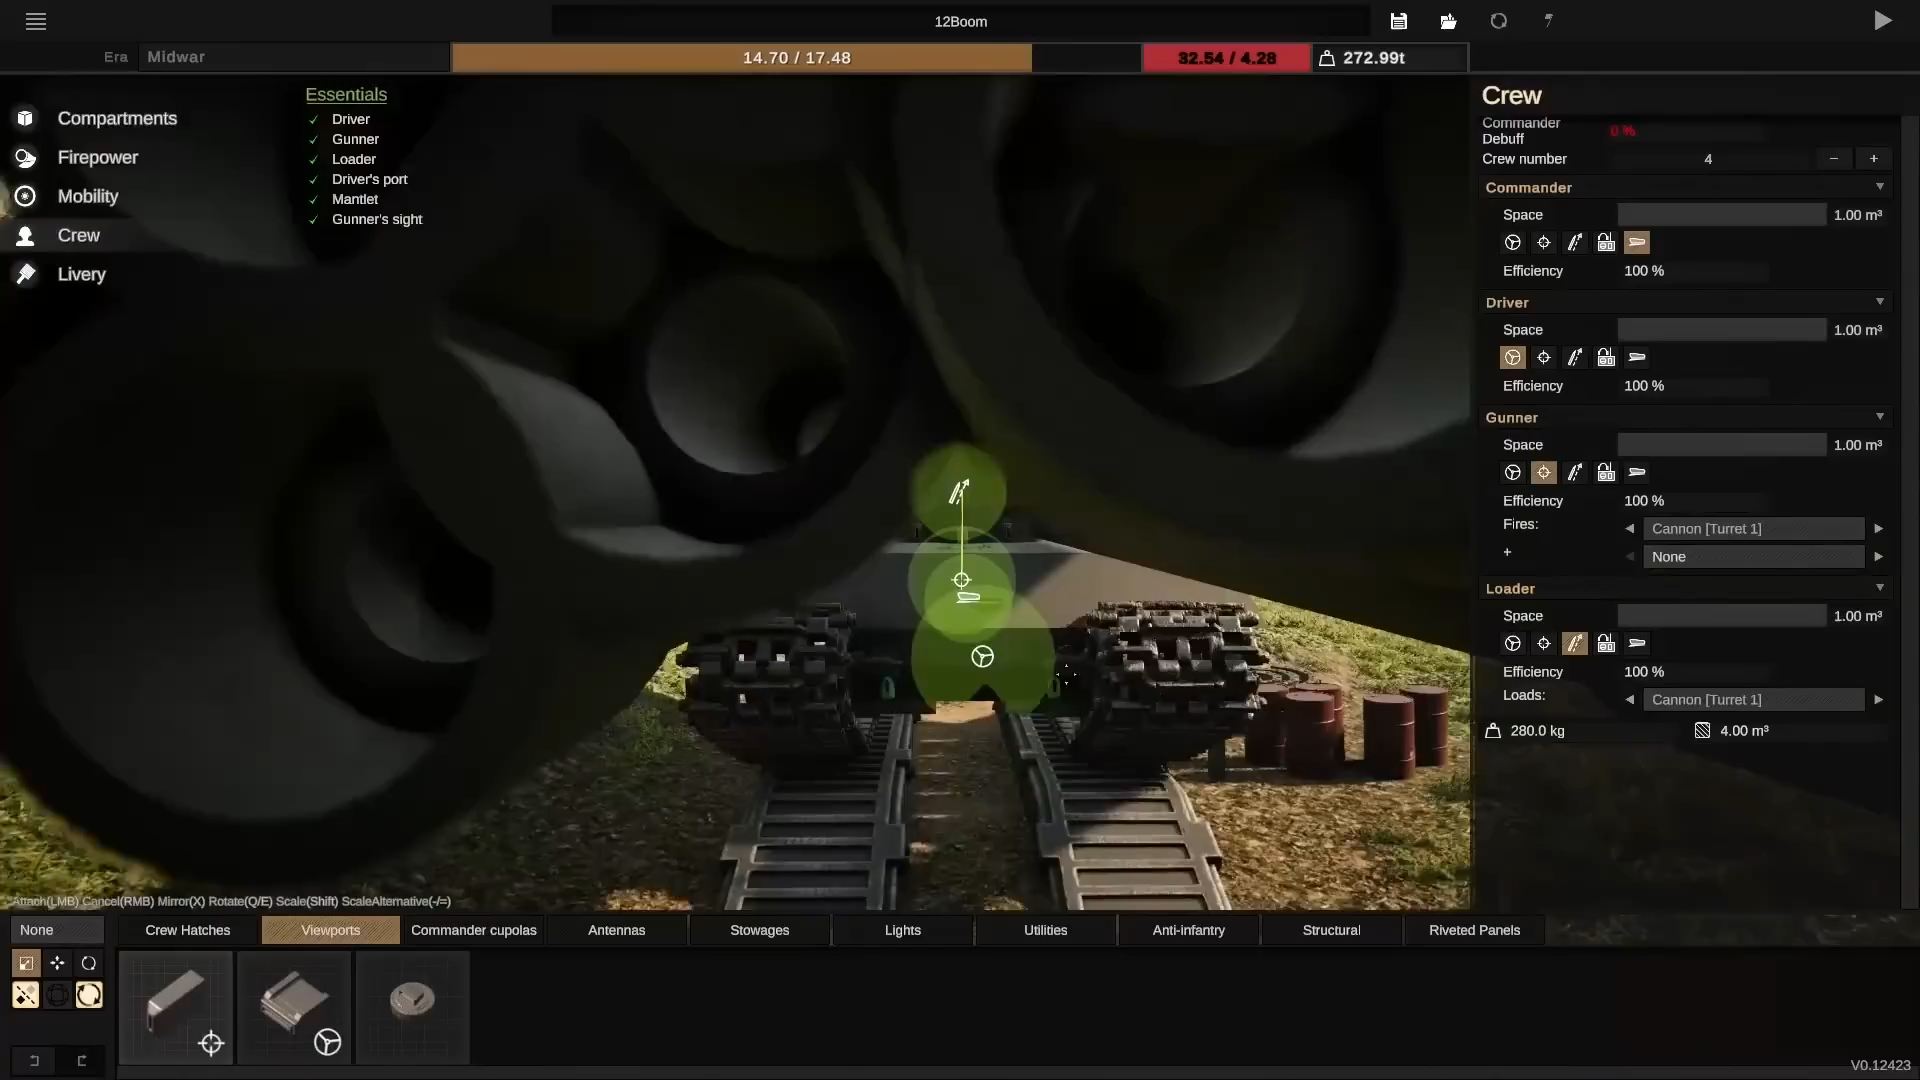 12Boom
Era Midwar 14.70 / 17.48 32.54 / 4.28 272.99t
Compartments
Firepower
Mobility
Crew
Livery
Essentials
Driver
Gunner
Loader
Driver's port
Mantlet
Gunner's sight
Crew
Commander Debuff 0 %
Crew number 4 − +
Commander
Space 1.00 m³
Efficiency 100 %
Driver
Space 1.00 m³
Efficiency 100 %
Gunner
Space 1.00 m³
Efficiency 100 %
Fires: Cannon [Turret 1]
+ None
Loader
Space 1.00 m³
Efficiency 100 %
Loads: Cannon [Turret 1]
280.0 kg 4.00 m³
Attach(LMB) Cancel(RMB) Mirror(X) Rotate(Q/E) Scale(Shift) ScaleAlternative(-/=)
None Crew Hatches Viewports Commander cupolas Antennas Stowages Lights Utilities Anti-infantry Structural Riveted Panels
V0.12423